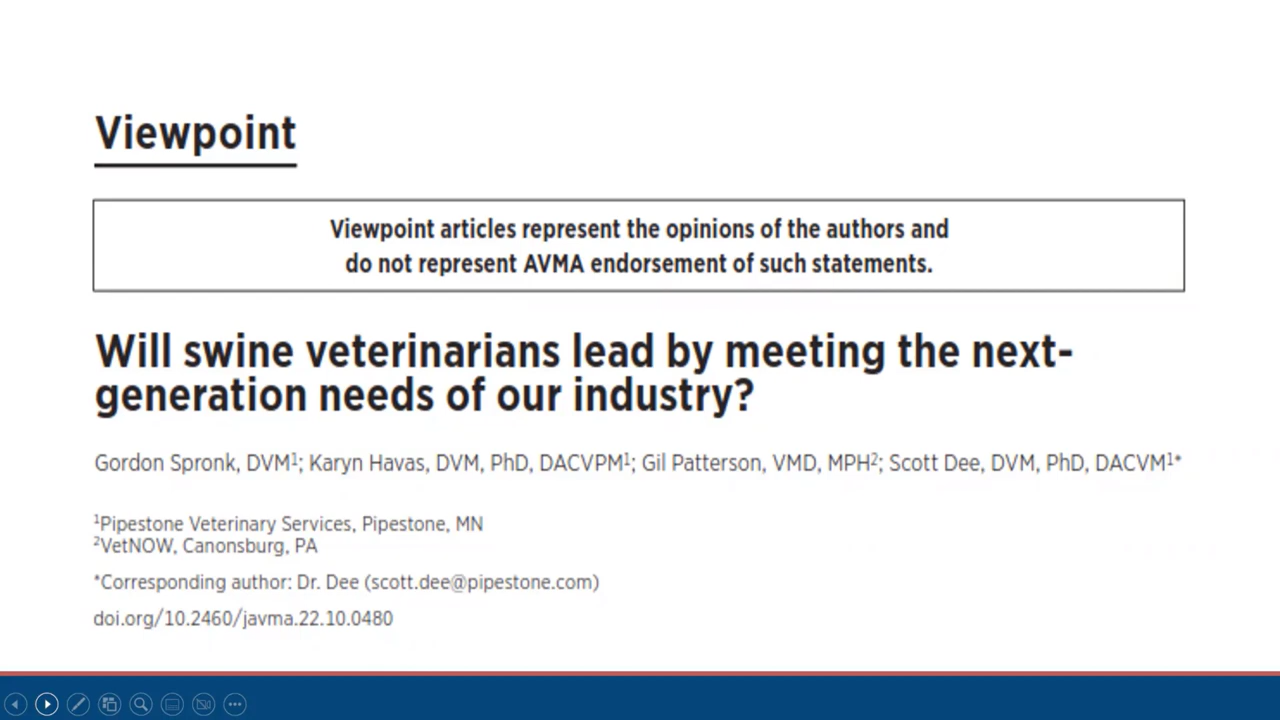 Viewpoint
Viewpoint articles represent the opinions of the authors and
do not represent AVMA endorsement of such statements.
Will swine veterinarians lead by meeting the next-
generation needs of our industry?
Gordon Spronk, DVM¹; Karyn Havas, DVM, PhD, DACVPM¹; Gil Patterson, VMD, MPH²; Scott Dee, DVM, PhD, DACVM¹*
¹Pipestone Veterinary Services, Pipestone, MN
²VetNOW, Canonsburg, PA
*Corresponding author: Dr. Dee (scott.dee@pipestone.com)
doi.org/10.2460/javma.22.10.0480